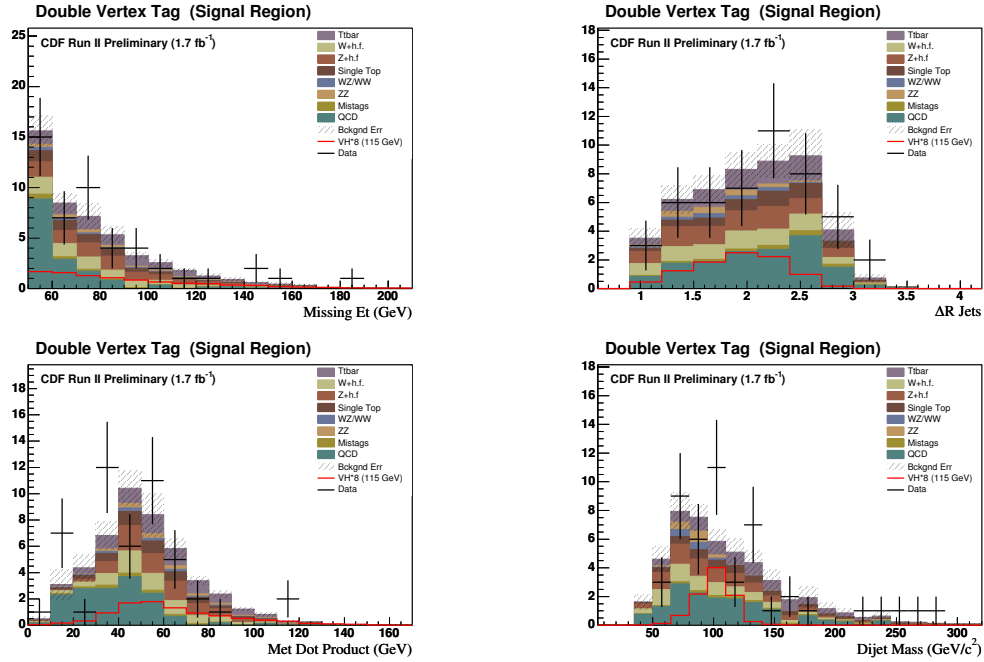 Double Vertex Tag (Signal Region)
CDF Run II Preliminary (1.7 fb⁻¹)
Ttbar
W+h.f.
Z+h.f
Single Top
WZ/WW
ZZ
Mistags
QCD
Bckgnd Err
VH*8 (115 GeV)
Data
25
20
15
10
5
0
60 80 100 120 140 160 180 200
Missing Et (GeV)
Double Vertex Tag (Signal Region)
CDF Run II Preliminary (1.7 fb⁻¹)
Ttbar
W+h.f.
Z+h.f
Single Top
WZ/WW
ZZ
Mistags
QCD
Bckgnd Err
VH*8 (115 GeV)
Data
18
16
14
12
10
8
6
4
2
0
1 1.5 2 2.5 3 3.5 4
ΔR Jets
Double Vertex Tag (Signal Region)
CDF Run II Preliminary (1.7 fb⁻¹)
Ttbar
W+h.f.
Z+h.f
Single Top
WZ/WW
ZZ
Mistags
QCD
Bckgnd Err
VH*8 (115 GeV)
Data
18
16
14
12
10
8
6
4
2
0
0 20 40 60 80 100 120 140 160
Met Dot Product (GeV)
Double Vertex Tag (Signal Region)
CDF Run II Preliminary (1.7 fb⁻¹)
Ttbar
W+h.f.
Z+h.f
Single Top
WZ/WW
ZZ
Mistags
QCD
Bckgnd Err
VH*8 (115 GeV)
Data
18
16
14
12
10
8
6
4
2
0
50 100 150 200 250 300
Dijet Mass (GeV/c²)